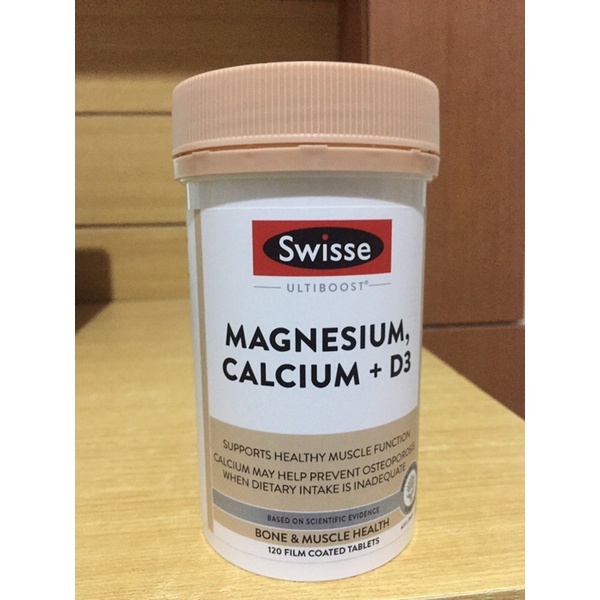 Swisse
ULTIBOOST®
MAGNESIUM,
CALCIUM + D3
SUPPORTS HEALTHY MUSCLE FUNCTION
CALCIUM MAY HELP PREVENT OSTEOPOROSIS
WHEN DIETARY INTAKE IS INADEQUATE
BASED ON SCIENTIFIC EVIDENCE
BONE & MUSCLE HEALTH
120 FILM COATED TABLETS